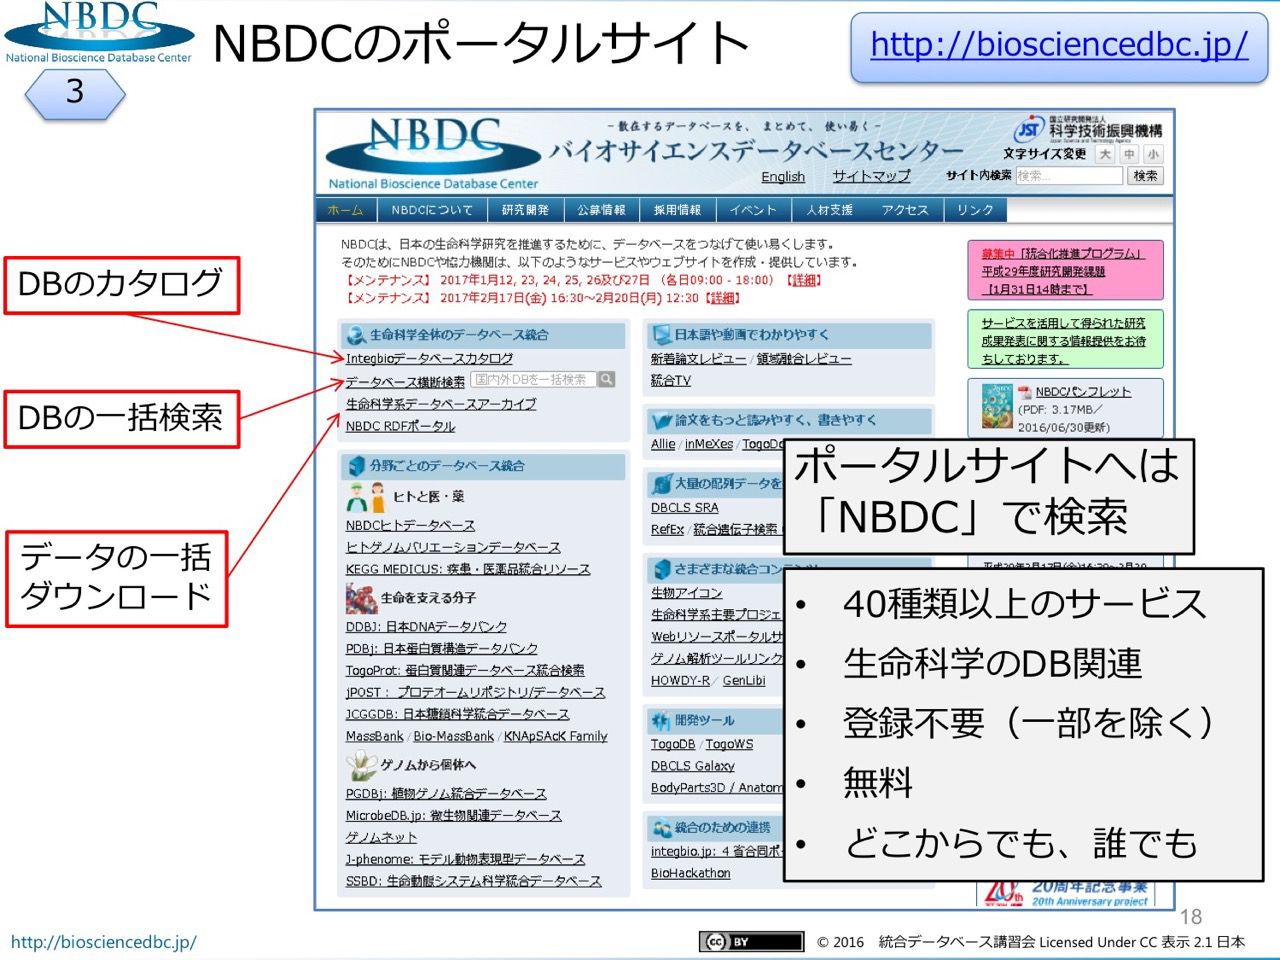 NBDC
National Bioscience Database Center
NBDCのポータルサイト
http://biosciencedbc.jp/
3
NBDC
National Bioscience Database Center
－散在するデータベースを、まとめて、使い易く－
バイオサイエンスデータベースセンター
English サイトマップ
JST 国立研究開発法人
科学技術振興機構
文字サイズ変更 大 中 小
サイト内検索 検索... 検索
ホーム NBDCについて 研究開発 公募情報 採用情報 イベント 人材支援 アクセス リンク
NBDCは、日本の生命科学研究を推進するために、データベースをつなげて使い易くします。
そのためにNBDCや協力機関は、以下のようなサービスやウェブサイトを作成・提供しています。
【メンテナンス】 2017年1月12, 23, 24, 25, 26及び27日 （各日09:00 - 18:00）【詳細】
【メンテナンス】 2017年2月17日(金) 16:30～2月20日(月) 12:30【詳細】
DBのカタログ
DBの一括検索
データの一括
ダウンロード
生命科学全体のデータベース統合
Integbioデータベースカタログ
データベース横断検索 国内外DBを一括検索
生命科学系データベースアーカイブ
NBDC RDFポータル
分野ごとのデータベース統合
ヒトと医・薬
NBDCヒトデータベース
ヒトゲノムバリエーションデータベース
KEGG MEDICUS: 疾患・医薬品統合リソース
生命を支える分子
DDBJ: 日本DNAデータバンク
PDBj: 日本蛋白質構造データバンク
TogoProt: 蛋白質関連データベース統合検索
jPOST： プロテオームリポジトリ/データベース
JCGGDB: 日本糖鎖科学統合データベース
MassBank / Bio-MassBank / KNApSAcK Family
ゲノムから個体へ
PGDBj: 植物ゲノム統合データベース
MicrobeDB.jp: 微生物関連データベース
ゲノムネット
J-phenome: モデル動物表現型データベース
SSBD: 生命動態システム科学統合データベース
日本語や動画でわかりやすく
新着論文レビュー / 領域融合レビュー
統合TV
論文をもっと読みやすく、書きやすく
Allie / inMeXes / TogoDo
大量の配列データを
DBCLS SRA
RefEx / 統合遺伝子検索
さまざまな統合コンテンツ
生物アイコン
生命科学系主要プロジェ
Webリソースポータルサ
ゲノム解析ツールリンク
HOWDY-R / GenLibi
開発ツール
TogoDB / TogoWS
DBCLS Galaxy
BodyParts3D / Anatom
統合のための連携
integbio.jp: 4 省合同ポ
BioHackathon
募集中「統合化推進プログラム」
平成29年度研究開発課題
【1月31日14時まで】
サービスを活用して得られた研究
成果発表に関する情報提供をお待
ちしております。
NBDCパンフレット
(PDF: 3.17MB／
2016/06/30更新)
平成29年2月17日(金)16:30～2月20
ポータルサイトへは
「NBDC」で検索
• 40種類以上のサービス
• 生命科学のDB関連
• 登録不要（一部を除く）
• 無料
• どこからでも、誰でも
20th 20周年記念事業
20th Anniversary project
18
http://biosciencedbc.jp/
cc BY
© 2016 統合データベース講習会 Licensed Under CC 表示 2.1 日本